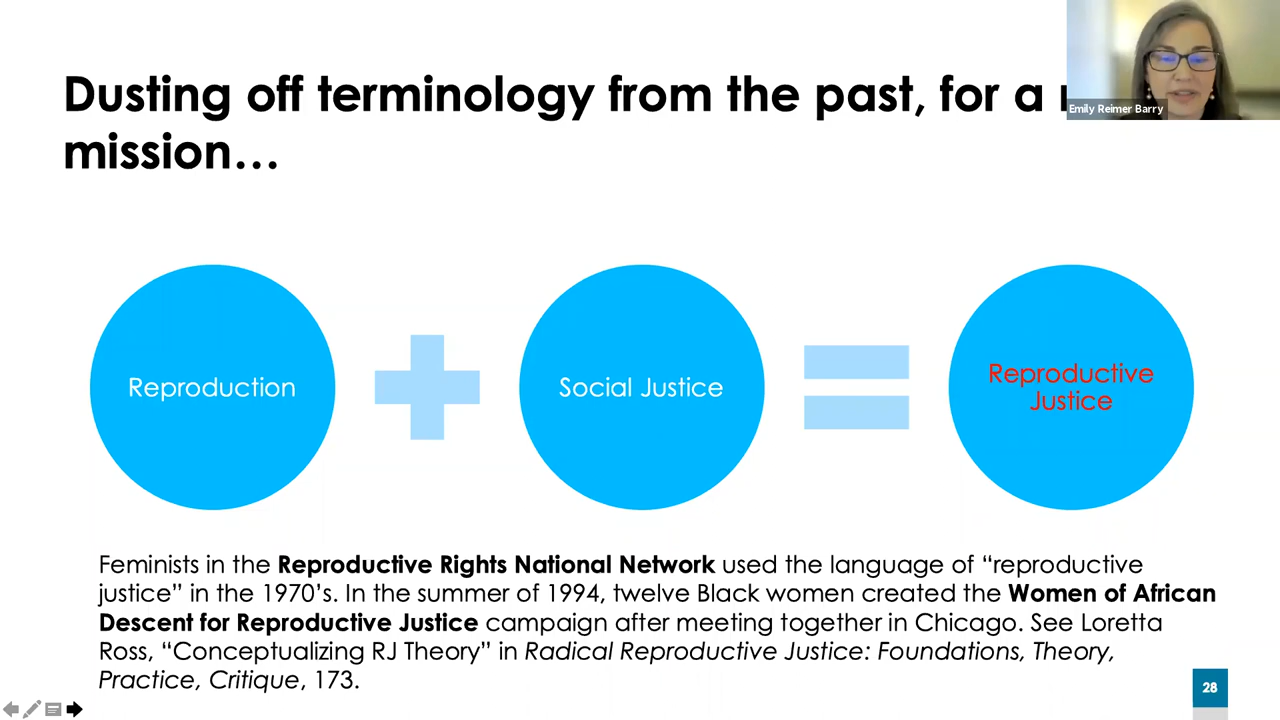 Dusting off terminology from the past, for a
mission…
Emily Reimer Barry
Reproduction
Social Justice
Reproductive
Justice
Feminists in the Reproductive Rights National Network used the language of “reproductive
justice” in the 1970’s. In the summer of 1994, twelve Black women created the Women of African
Descent for Reproductive Justice campaign after meeting together in Chicago. See Loretta
Ross, “Conceptualizing RJ Theory” in Radical Reproductive Justice: Foundations, Theory,
Practice, Critique, 173.
28